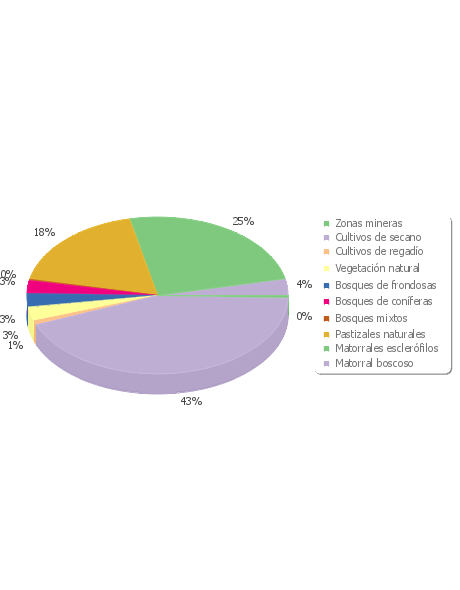 25%
18%
0%
3%
4%
0%
3%
3%
1%
43%
Zonas mineras
Cultivos de secano
Cultivos de regadío
Vegetación natural
Bosques de frondosas
Bosques de coníferas
Bosques mixtos
Pastizales naturales
Matorrales esclerófilos
Matorral boscoso